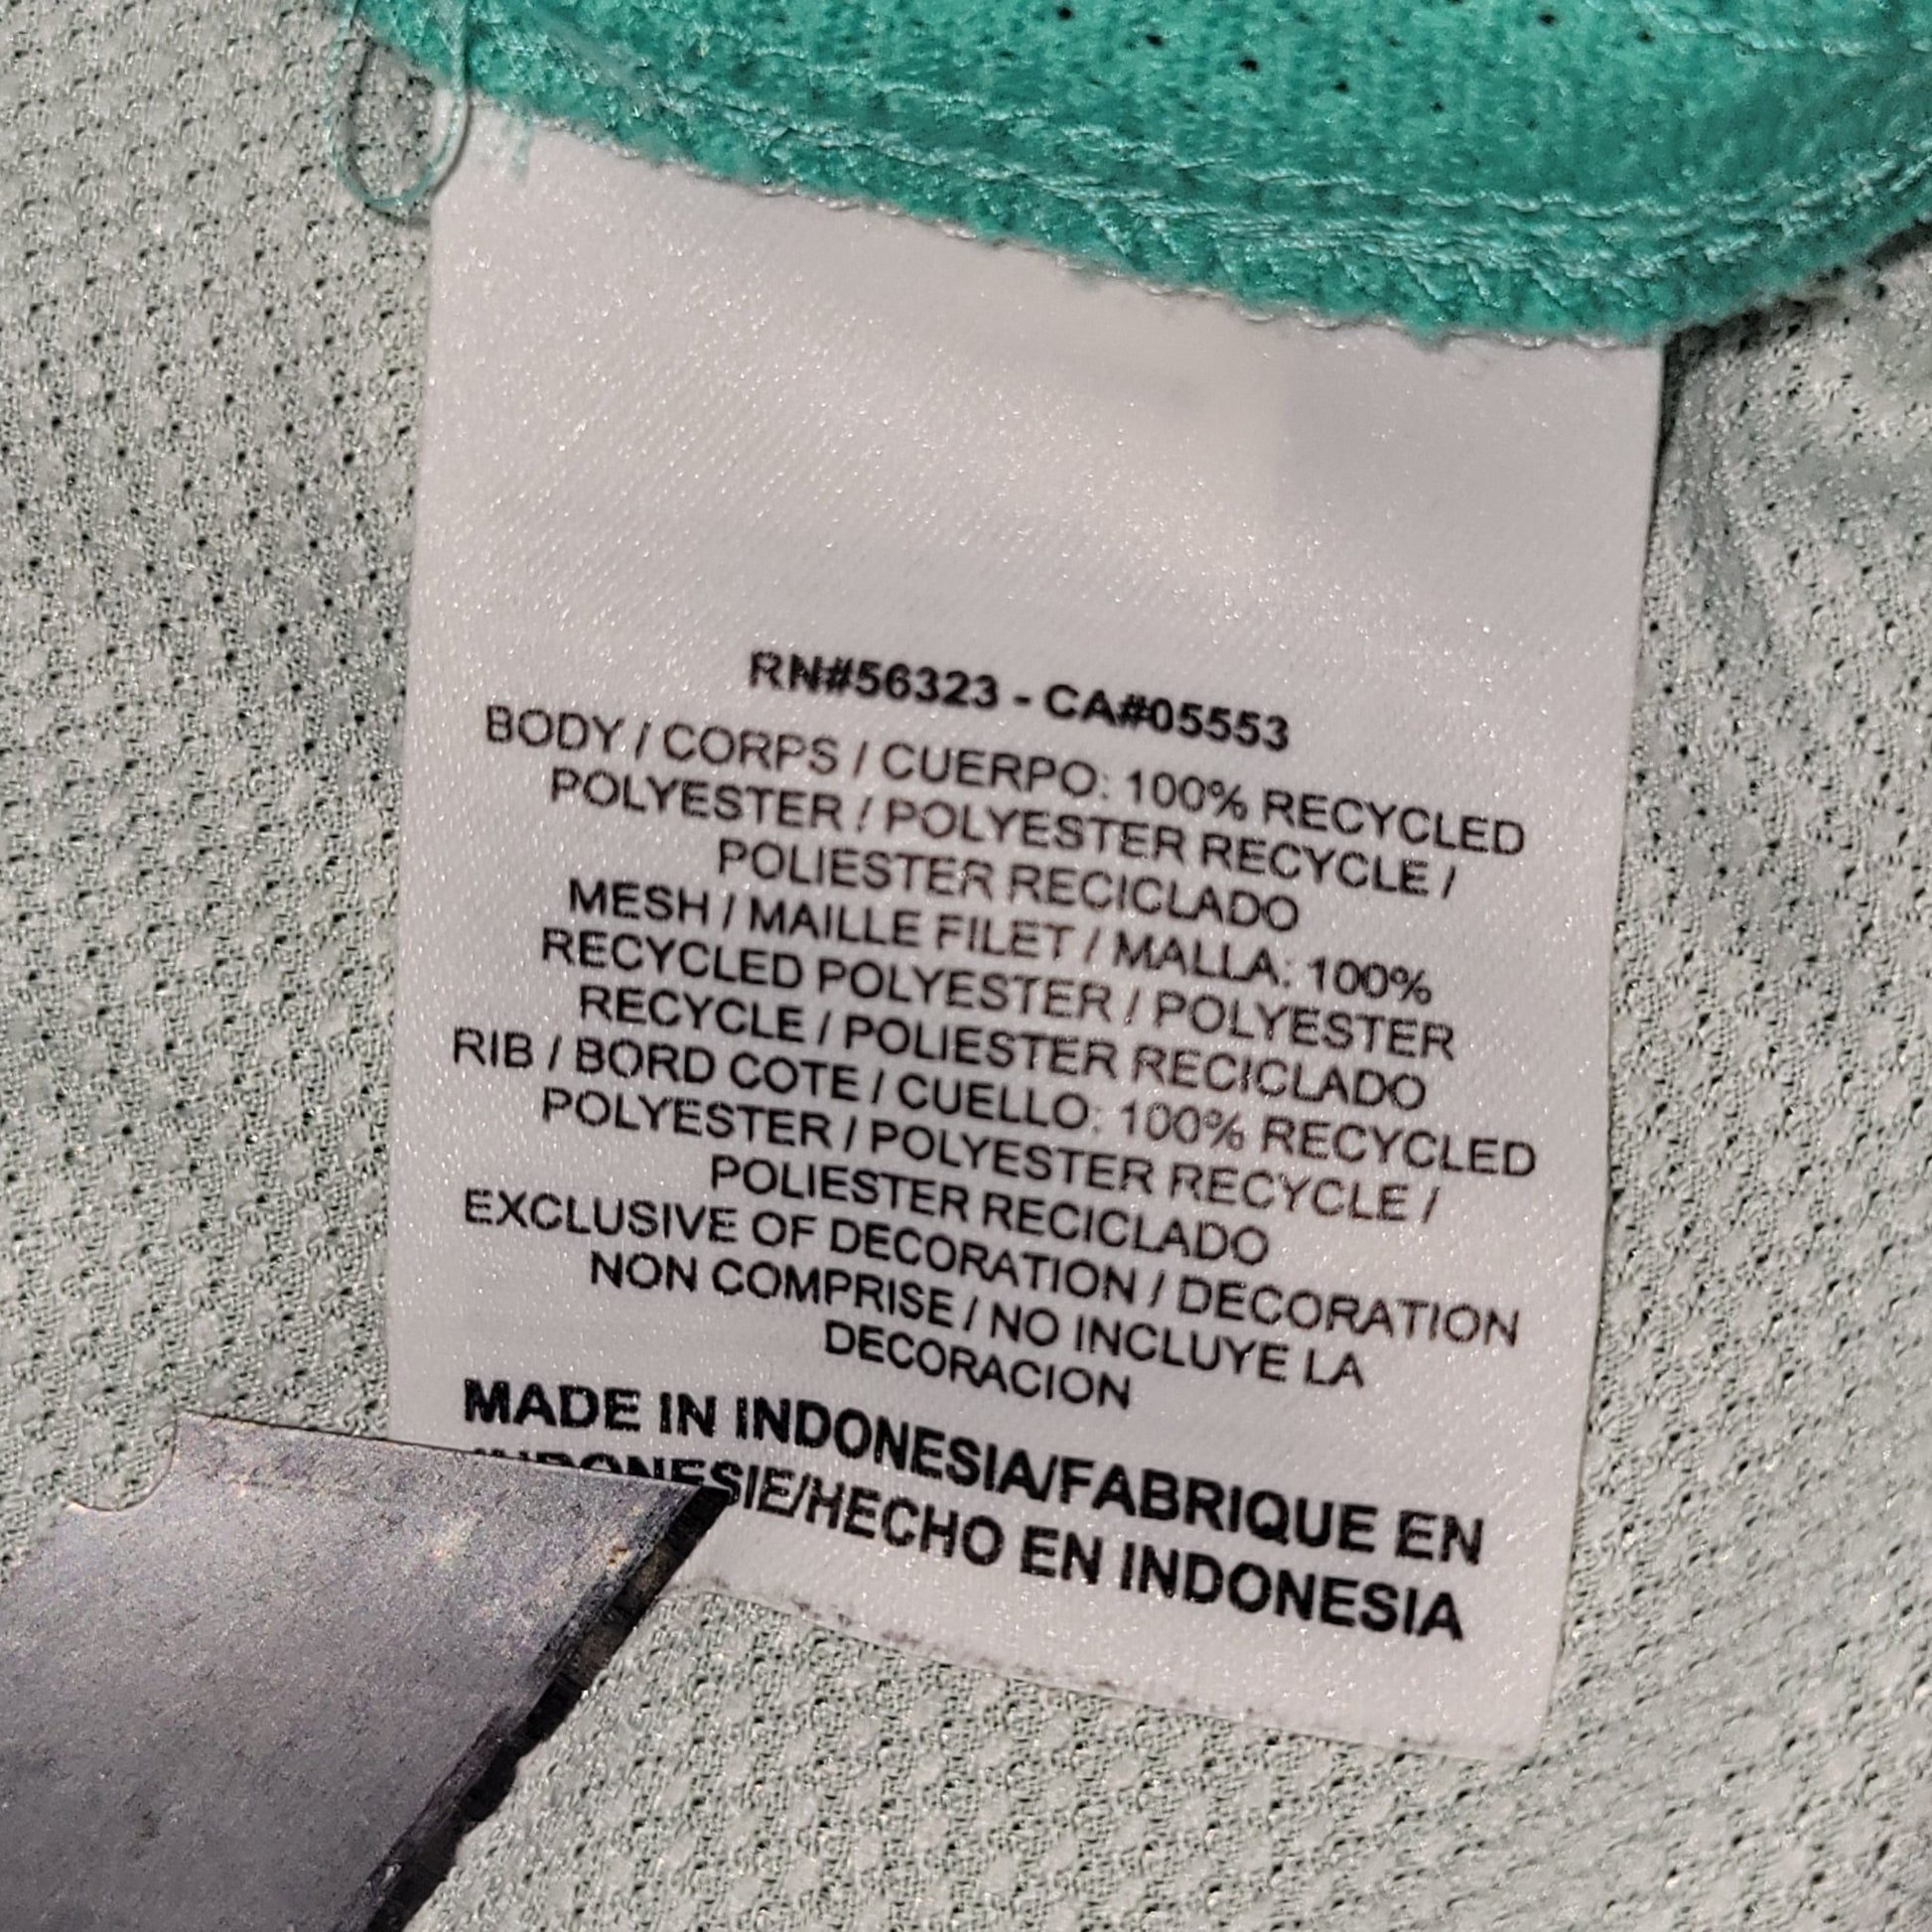 RN#56323 - CA#05553
BODY / CORPS / CUERPO: 100% RECYCLED
POLYESTER / POLYESTER RECYCLE /
POLIESTER RECICLADO
MESH / MAILLE FILET / MALLA: 100%
RECYCLED POLYESTER / POLYESTER
RECYCLE / POLIESTER RECICLADO
RIB / BORD COTE / CUELLO: 100% RECYCLED
POLYESTER / POLYESTER RECYCLE /
POLIESTER RECICLADO
EXCLUSIVE OF DECORATION / DECORATION
NON COMPRISE / NO INCLUYE LA
DECORACION
MADE IN INDONESIA/FABRIQUE EN
INDONESIE/HECHO EN INDONESIA